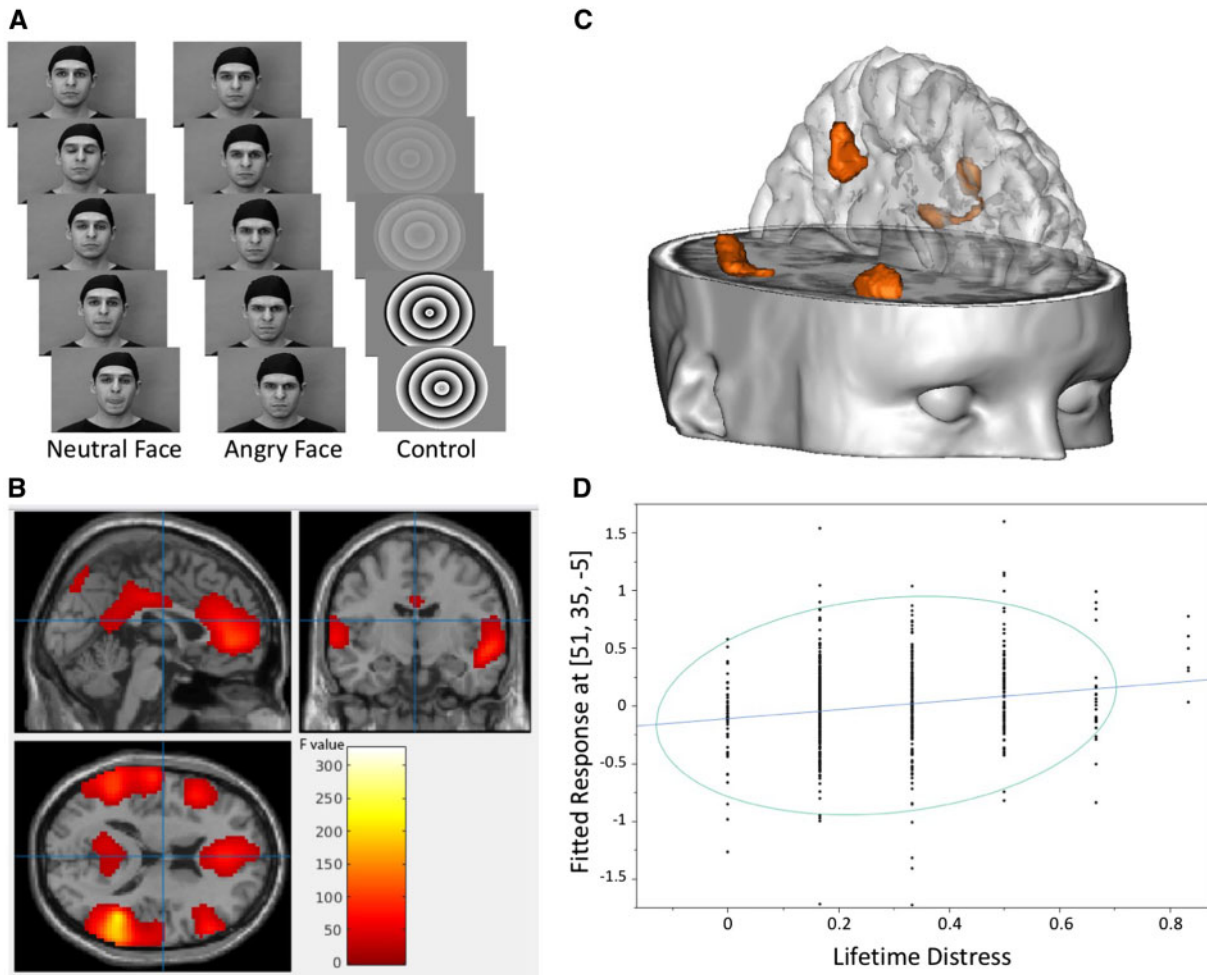 A
Neutral Face
Angry Face
Control
B
F value
300
250
200
150
100
50
0
C
D
Fitted Response at [51, 35, -5]
1.5
1
0.5
0
-0.5
-1
-1.5
0
0.2
0.4
0.6
0.8
Lifetime Distress